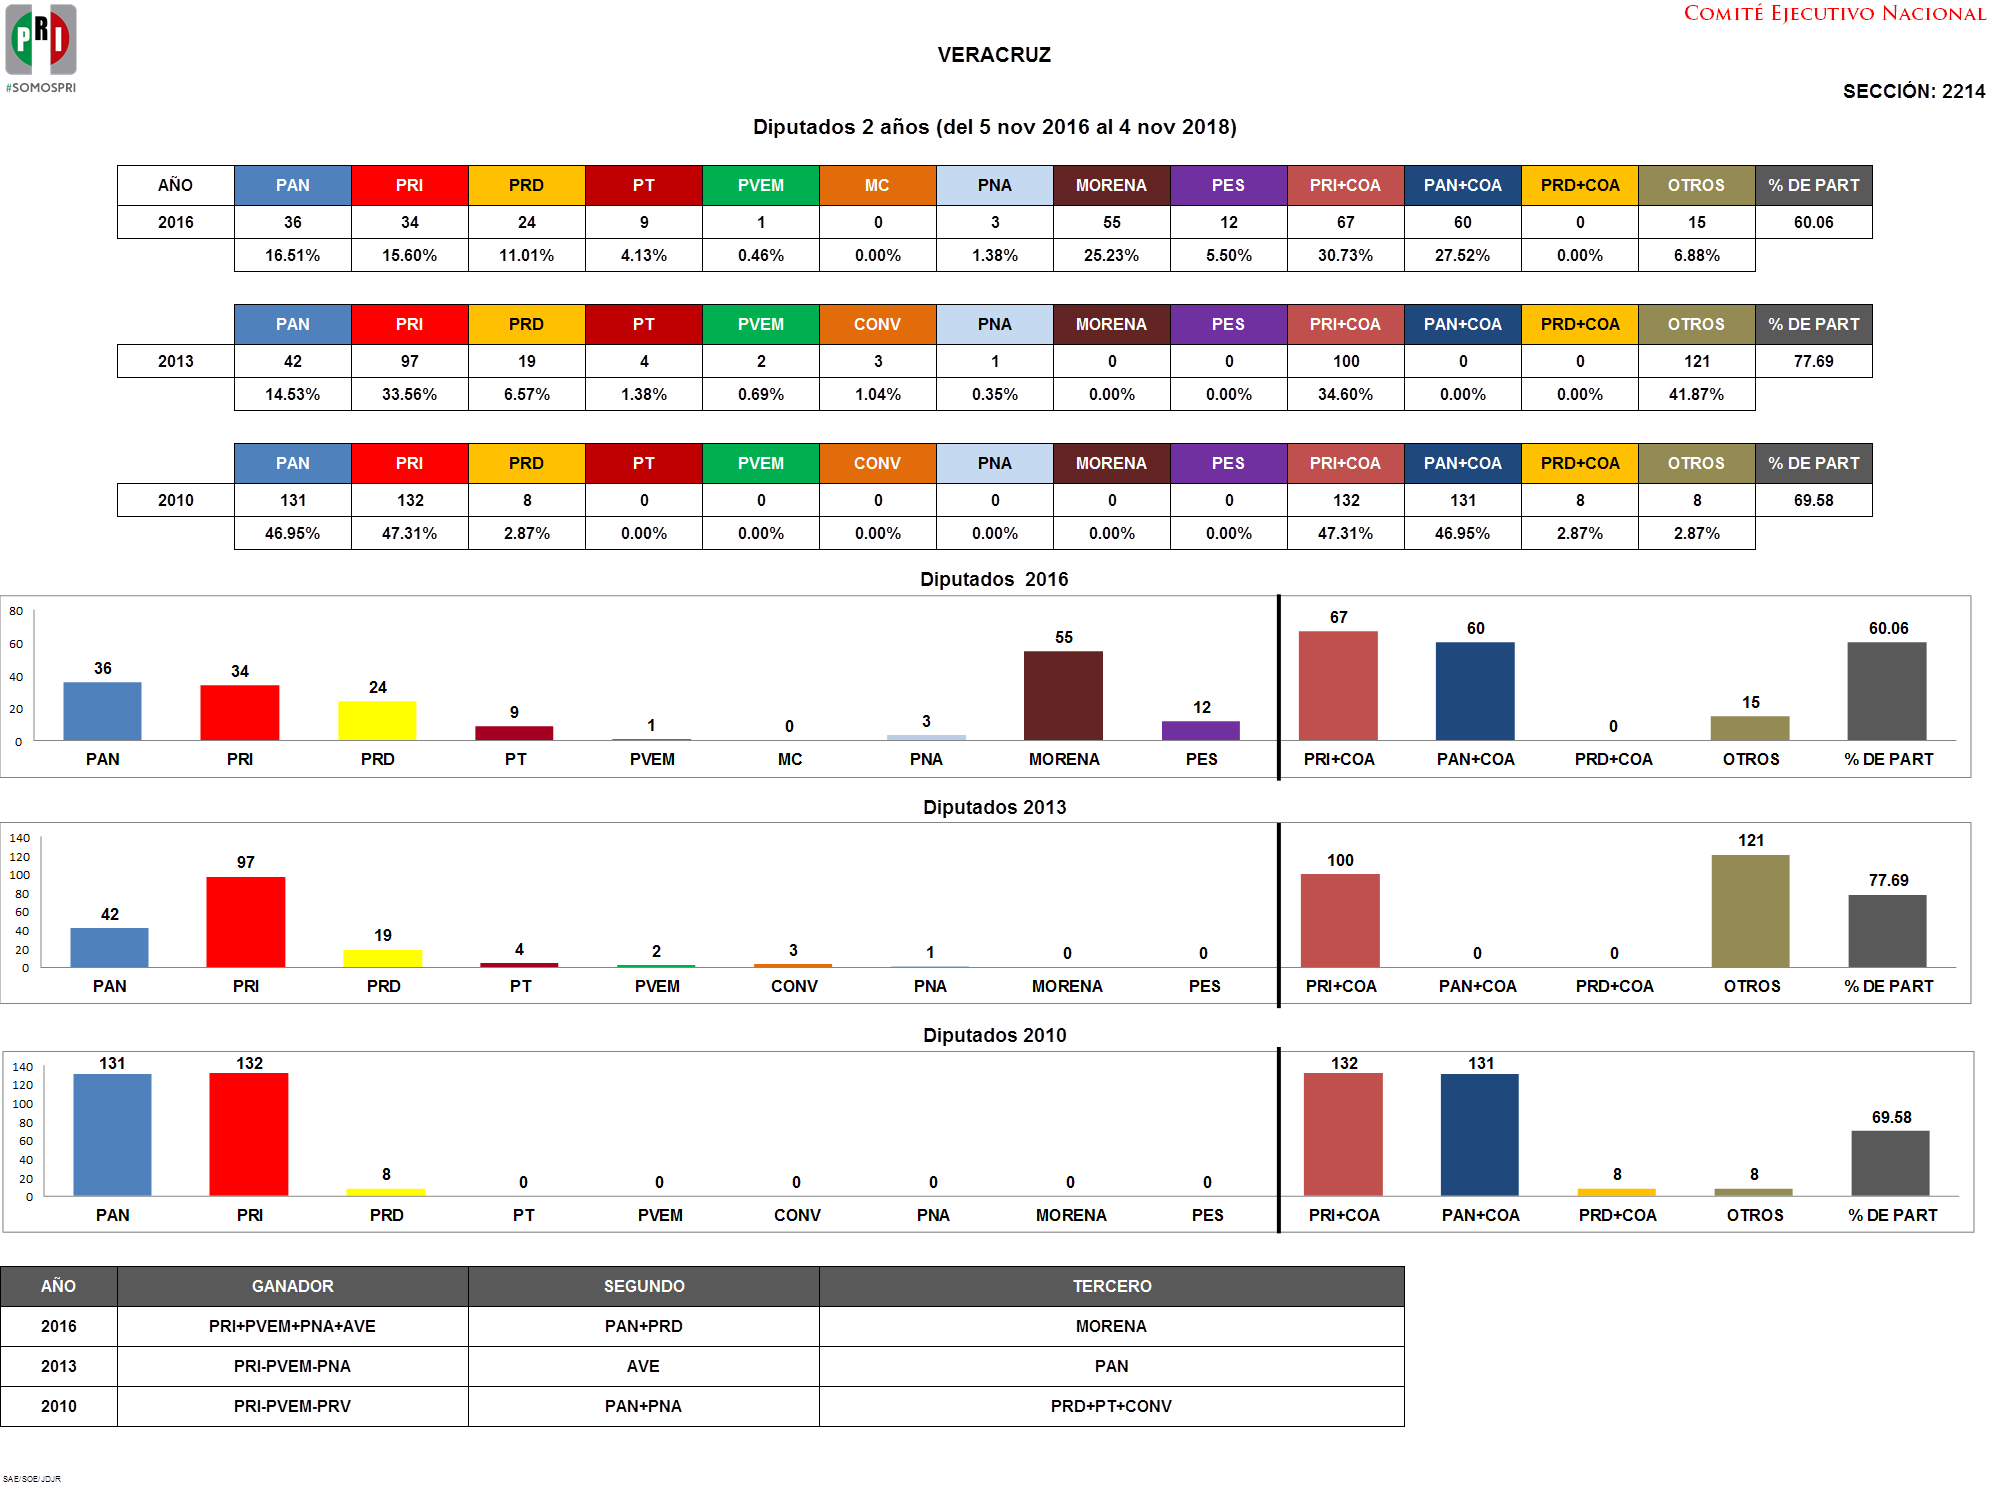 PRI
#SOMOSPRI
COMITÉ EJECUTIVO NACIONAL
VERACRUZ
SECCIÓN: 2214
Diputados 2 años (del 5 nov 2016 al 4 nov 2018)
AÑO PAN PRI PRD PT PVEM MC PNA MORENA PES PRI+COA PAN+COA PRD+COA OTROS % DE PART
2016 36 34 24 9 1 0 3 55 12 67 60 0 15 60.06
16.51% 15.60% 11.01% 4.13% 0.46% 0.00% 1.38% 25.23% 5.50% 30.73% 27.52% 0.00% 6.88%
PAN PRI PRD PT PVEM CONV PNA MORENA PES PRI+COA PAN+COA PRD+COA OTROS % DE PART
2013 42 97 19 4 2 3 1 0 0 100 0 0 121 77.69
14.53% 33.56% 6.57% 1.38% 0.69% 1.04% 0.35% 0.00% 0.00% 34.60% 0.00% 0.00% 41.87%
PAN PRI PRD PT PVEM CONV PNA MORENA PES PRI+COA PAN+COA PRD+COA OTROS % DE PART
2010 131 132 8 0 0 0 0 0 0 132 131 8 8 69.58
46.95% 47.31% 2.87% 0.00% 0.00% 0.00% 0.00% 0.00% 0.00% 47.31% 46.95% 2.87% 2.87%
Diputados 2016
80
60
40
20
0
36 34 24 9 1 0 3 55 12 67 60 0 15 60.06
PAN PRI PRD PT PVEM MC PNA MORENA PES PRI+COA PAN+COA PRD+COA OTROS % DE PART
Diputados 2013
140
120
100
80
60
40
20
0
42 97 19 4 2 3 1 0 0 100 0 0 121 77.69
PAN PRI PRD PT PVEM CONV PNA MORENA PES PRI+COA PAN+COA PRD+COA OTROS % DE PART
Diputados 2010
140
120
100
80
60
40
20
0
131 132 8 0 0 0 0 0 0 132 131 8 8 69.58
PAN PRI PRD PT PVEM CONV PNA MORENA PES PRI+COA PAN+COA PRD+COA OTROS % DE PART
AÑO GANADOR SEGUNDO TERCERO
2016 PRI+PVEM+PNA+AVE PAN+PRD MORENA
2013 PRI-PVEM-PNA AVE PAN
2010 PRI-PVEM-PRV PAN+PNA PRD+PT+CONV
SAE/SOE/JDJR